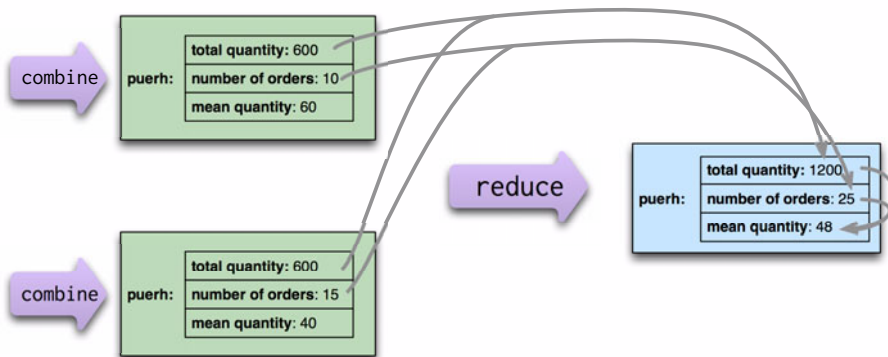 combine
puerh:
total quantity: 600
number of orders: 10
mean quantity: 60
reduce
puerh:
total quantity: 1200
number of orders: 25
mean quantity: 48
combine
puerh:
total quantity: 600
number of orders: 15
mean quantity: 40